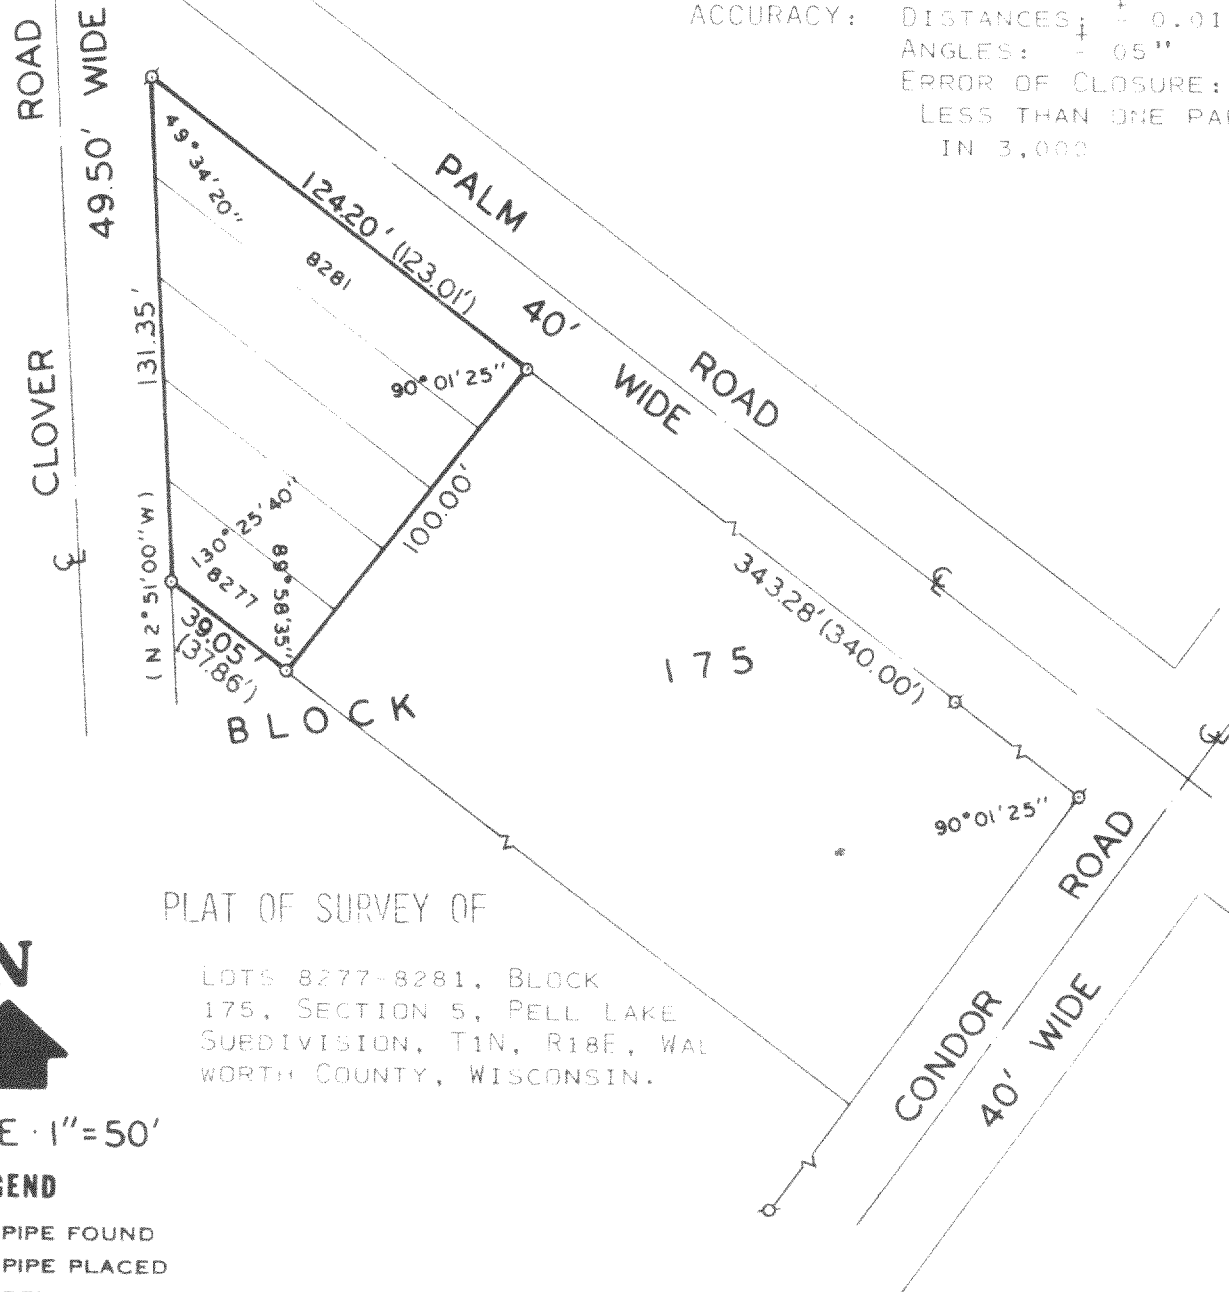 ACCURACY: DISTANCES: ± 0.01
ANGLES: ± 05"
ERROR OF CLOSURE:
LESS THAN ONE PA
IN 3,000
CLOVER ROAD
49.50' WIDE
PALM ROAD
40' WIDE
49°34'20"
124.20' (123.01')
8281
131.35'
90°01'25"
100.00'
(N 2°51'00"W)
130°25'40"
8277
89°58'35"
39.05'
(37.86')
BLOCK 175
343.28' (340.00')
90°01'25"
CONDOR ROAD
40' WIDE
PLAT OF SURVEY OF
LOTS 8277-8281, BLOCK
175, SECTION 5, PELL LAKE
SUBDIVISION, T1N, R18E, WAL
WORTH COUNTY, WISCONSIN.
N
E · 1"=50'
GEND
PIPE FOUND
PIPE PLACED